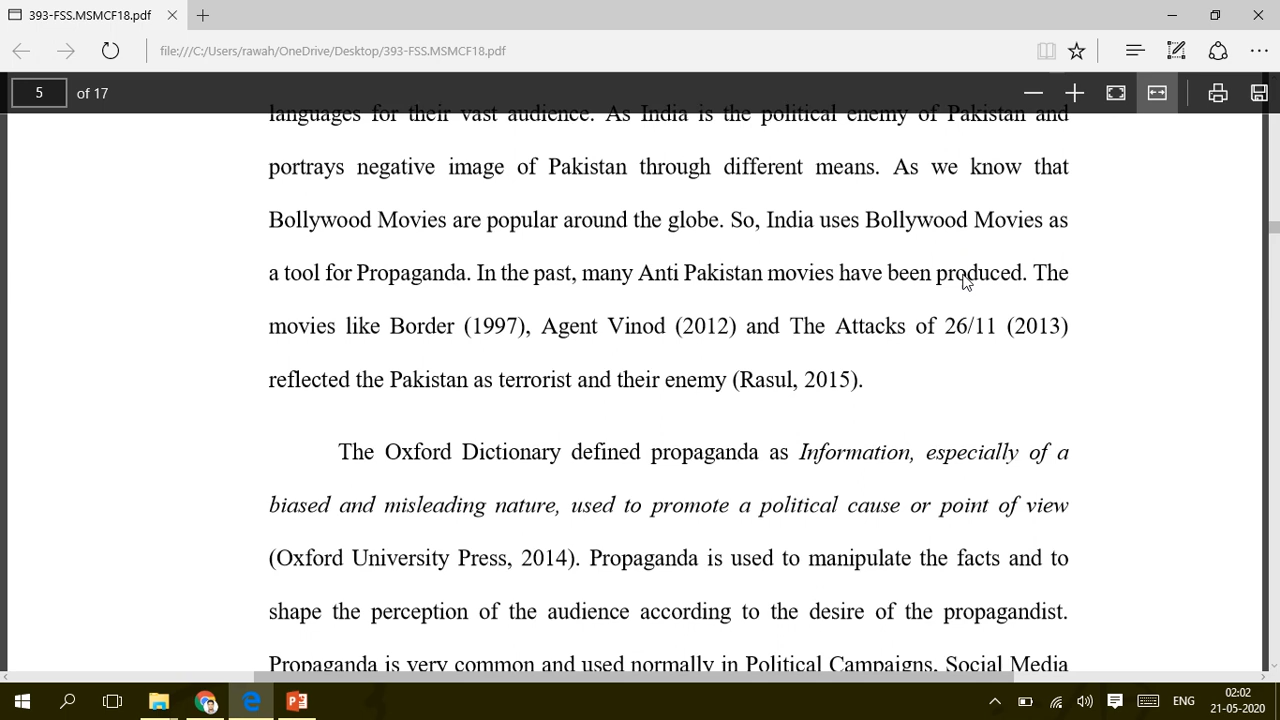 393-FSS.MSMCF18.pdf
file:///C:/Users/rawah/OneDrive/Desktop/393-FSS.MSMCF18.pdf
5 of 17
languages for their vast audience. As India is the political enemy of Pakistan and
portrays negative image of Pakistan through different means. As we know that
Bollywood Movies are popular around the globe. So, India uses Bollywood Movies as
a tool for Propaganda. In the past, many Anti Pakistan movies have been produced. The
movies like Border (1997), Agent Vinod (2012) and The Attacks of 26/11 (2013)
reflected the Pakistan as terrorist and their enemy (Rasul, 2015).
The Oxford Dictionary defined propaganda as Information, especially of a
biased and misleading nature, used to promote a political cause or point of view
(Oxford University Press, 2014). Propaganda is used to manipulate the facts and to
shape the perception of the audience according to the desire of the propagandist.
Propaganda is very common and used normally in Political Campaigns, Social Media
ENG
02:02
21-05-2020